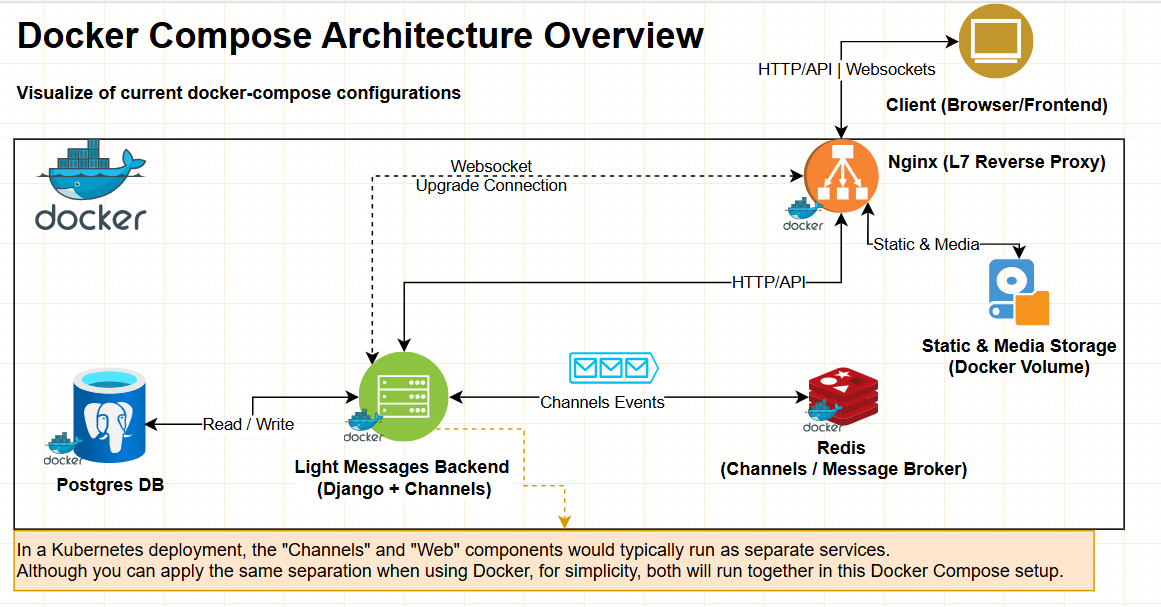 Docker Compose Architecture Overview
Visualize of current docker-compose configurations
HTTP/API | Websockets
Client (Browser/Frontend)
docker
Websocket
Upgrade Connection
Nginx (L7 Reverse Proxy)
docker
Static & Media
HTTP/API
Static & Media Storage
(Docker Volume)
Channels Events
Read / Write
docker
docker
docker
Postgres DB
Light Messages Backend
(Django + Channels)
Redis
(Channels / Message Broker)
In a Kubernetes deployment, the "Channels" and "Web" components would typically run as separate services.
Although you can apply the same separation when using Docker, for simplicity, both will run together in this Docker Compose setup.